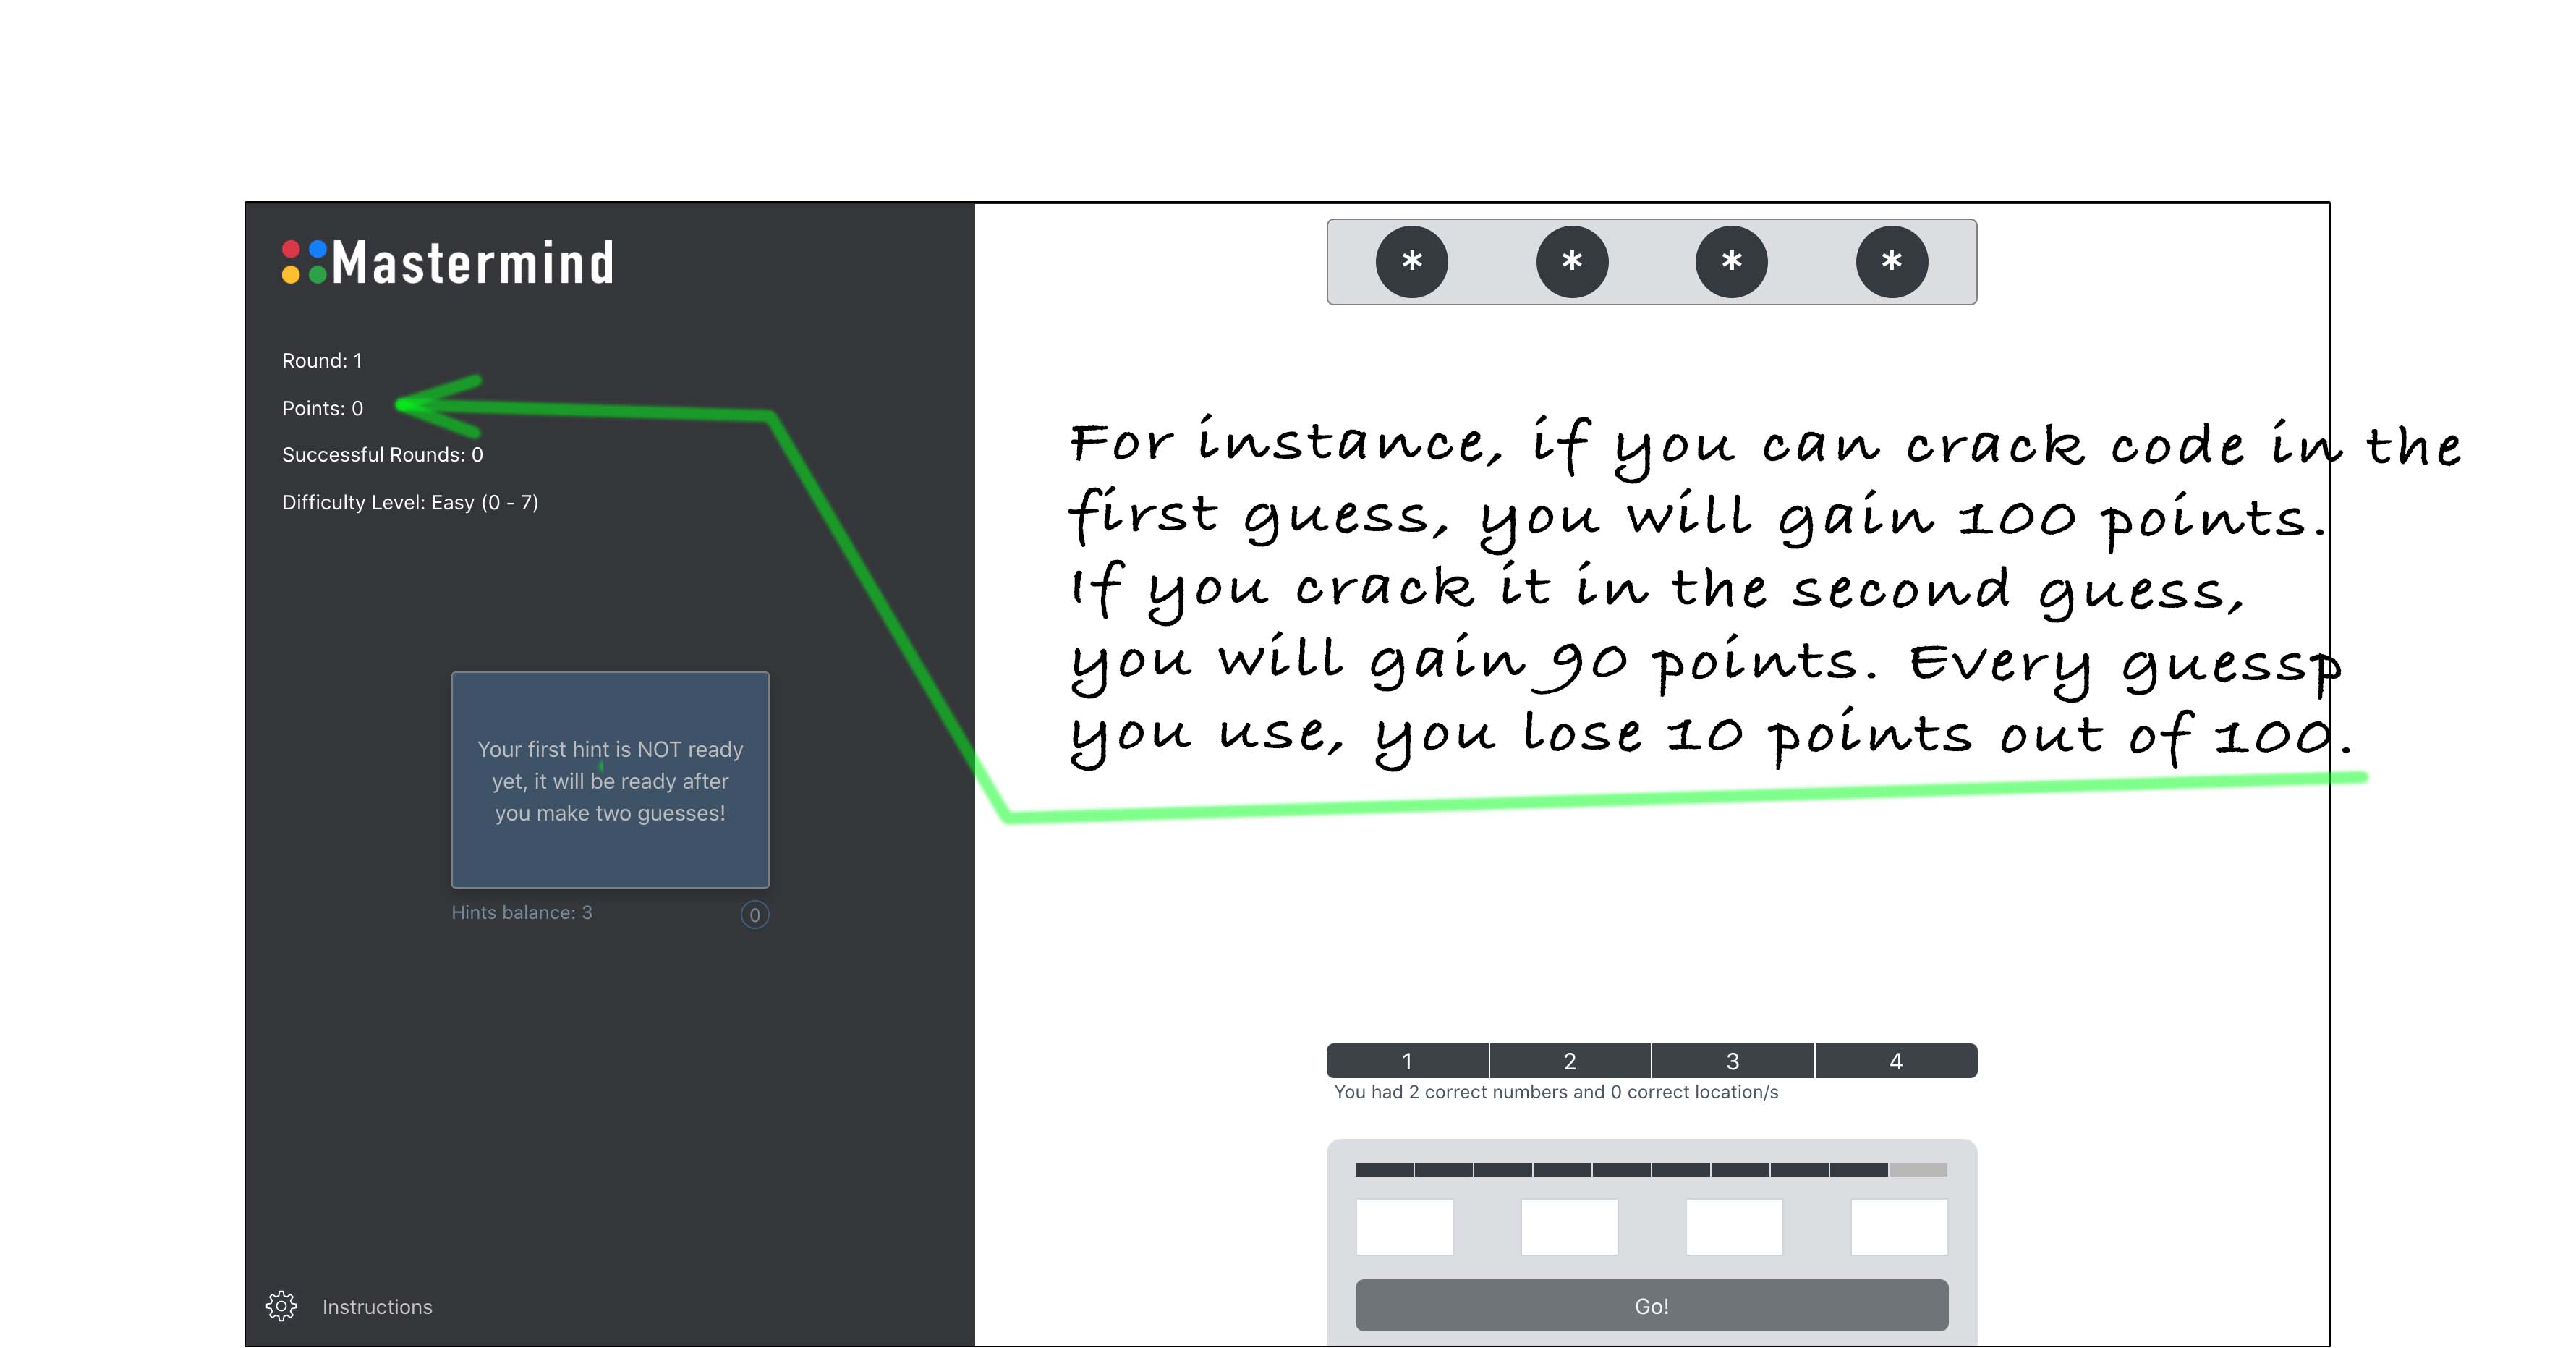 Mastermind
* * * *
Round: 1
Points: 0
Successful Rounds: 0
Difficulty Level: Easy (0 - 7)
For instance, if you can crack code in the
first guess, you will gain 100 points.
If you crack it in the second guess,
you will gain 90 points. Every guessp
you use, you lose 10 points out of 100.
Your first hint is NOT ready
yet, it will be ready after
you make two guesses!
Hints balance: 3
0
1 2 3 4
You had 2 correct numbers and 0 correct location/s
Go!
Instructions